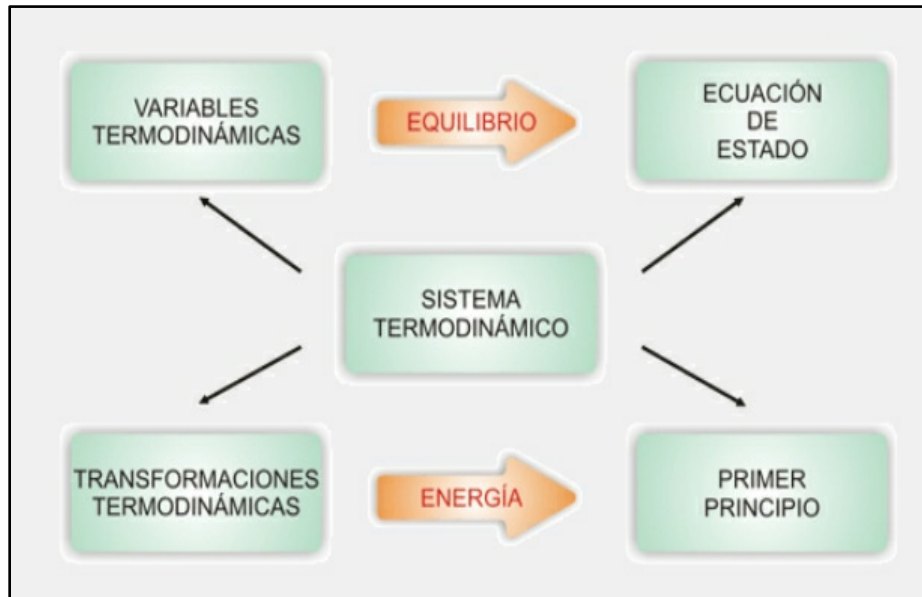 VARIABLES
TERMODINÁMICAS
EQUILIBRIO
ECUACIÓN
DE
ESTADO
SISTEMA
TERMODINÁMICO
TRANSFORMACIONES
TERMODINÁMICAS
ENERGÍA
PRIMER
PRINCIPIO